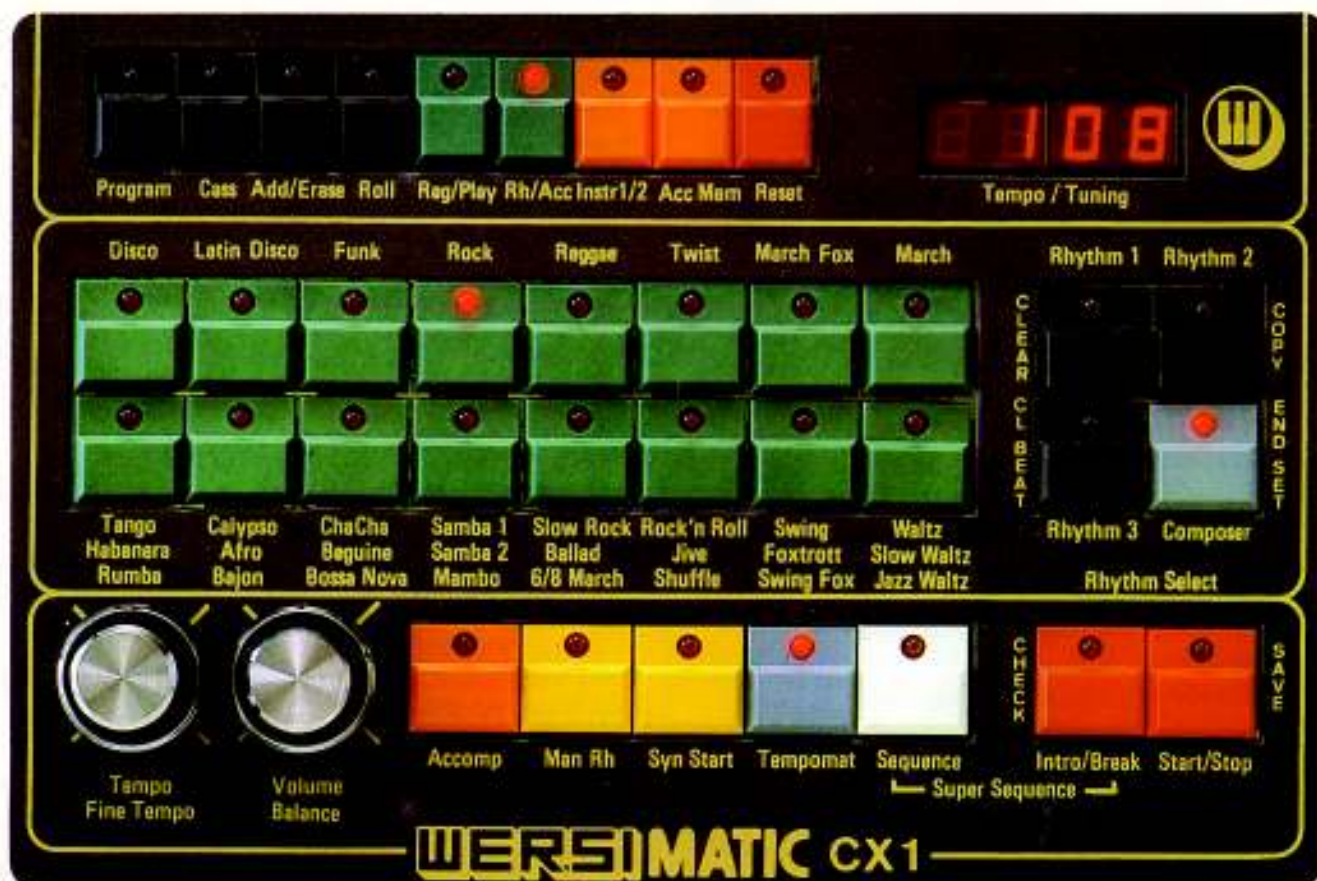 108
Program Cass Add/Erase Roll Reg/Play Rh/Acc Instr1/2 Acc Mem Reset
Tempo / Tuning
Disco Latin Disco Funk Rock Reggae Twist March Fox March
Rhythm 1 Rhythm 2
CLEAR
COPY
CL BEAT
END SET
Tango Calypso ChaCha Samba 1 Slow Rock Rock'n Roll Swing Waltz
Habanera Afro Beguine Samba 2 Ballad Jive Foxtrott Slow Waltz
Rumba Bajon Bossa Nova Mambo 6/8 March Shuffle Swing Fox Jazz Waltz
Rhythm 3 Composer
Rhythm Select
CHECK
SAVE
Accomp Man Rh Syn Start Tempomat Sequence Intro/Break Start/Stop
Super Sequence
Tempo
Fine Tempo
Volume
Balance
WERSIMATIC CX1